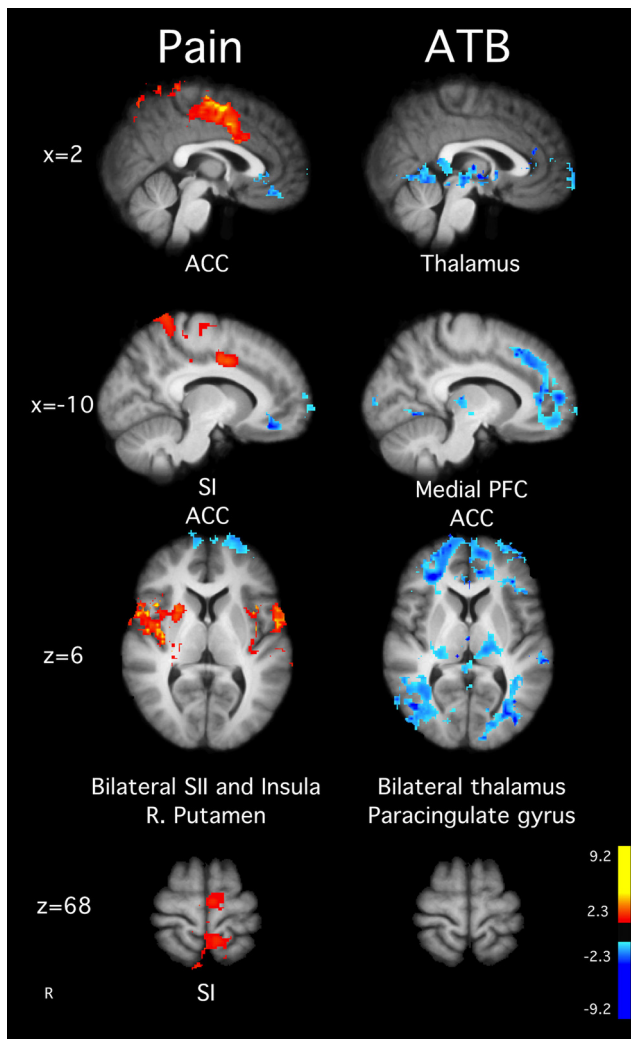 Pain ATB
x=2
ACC Thalamus
x=-10
SI Medial PFC
ACC ACC
z=6
Bilateral SII and Insula Bilateral thalamus
R. Putamen Paracingulate gyrus
9.2
z=68
2.3
-2.3
R SI
-9.2